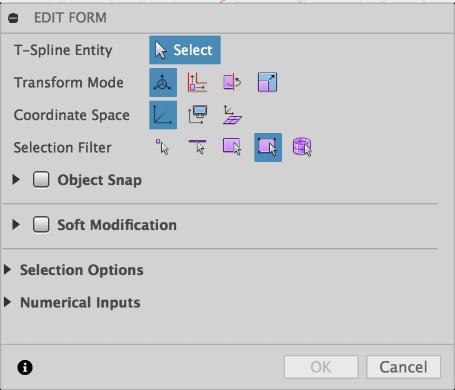 EDIT FORM
T-Spline Entity Select
Transform Mode
Coordinate Space
Selection Filter
Object Snap
Soft Modification
Selection Options
Numerical Inputs
OK Cancel